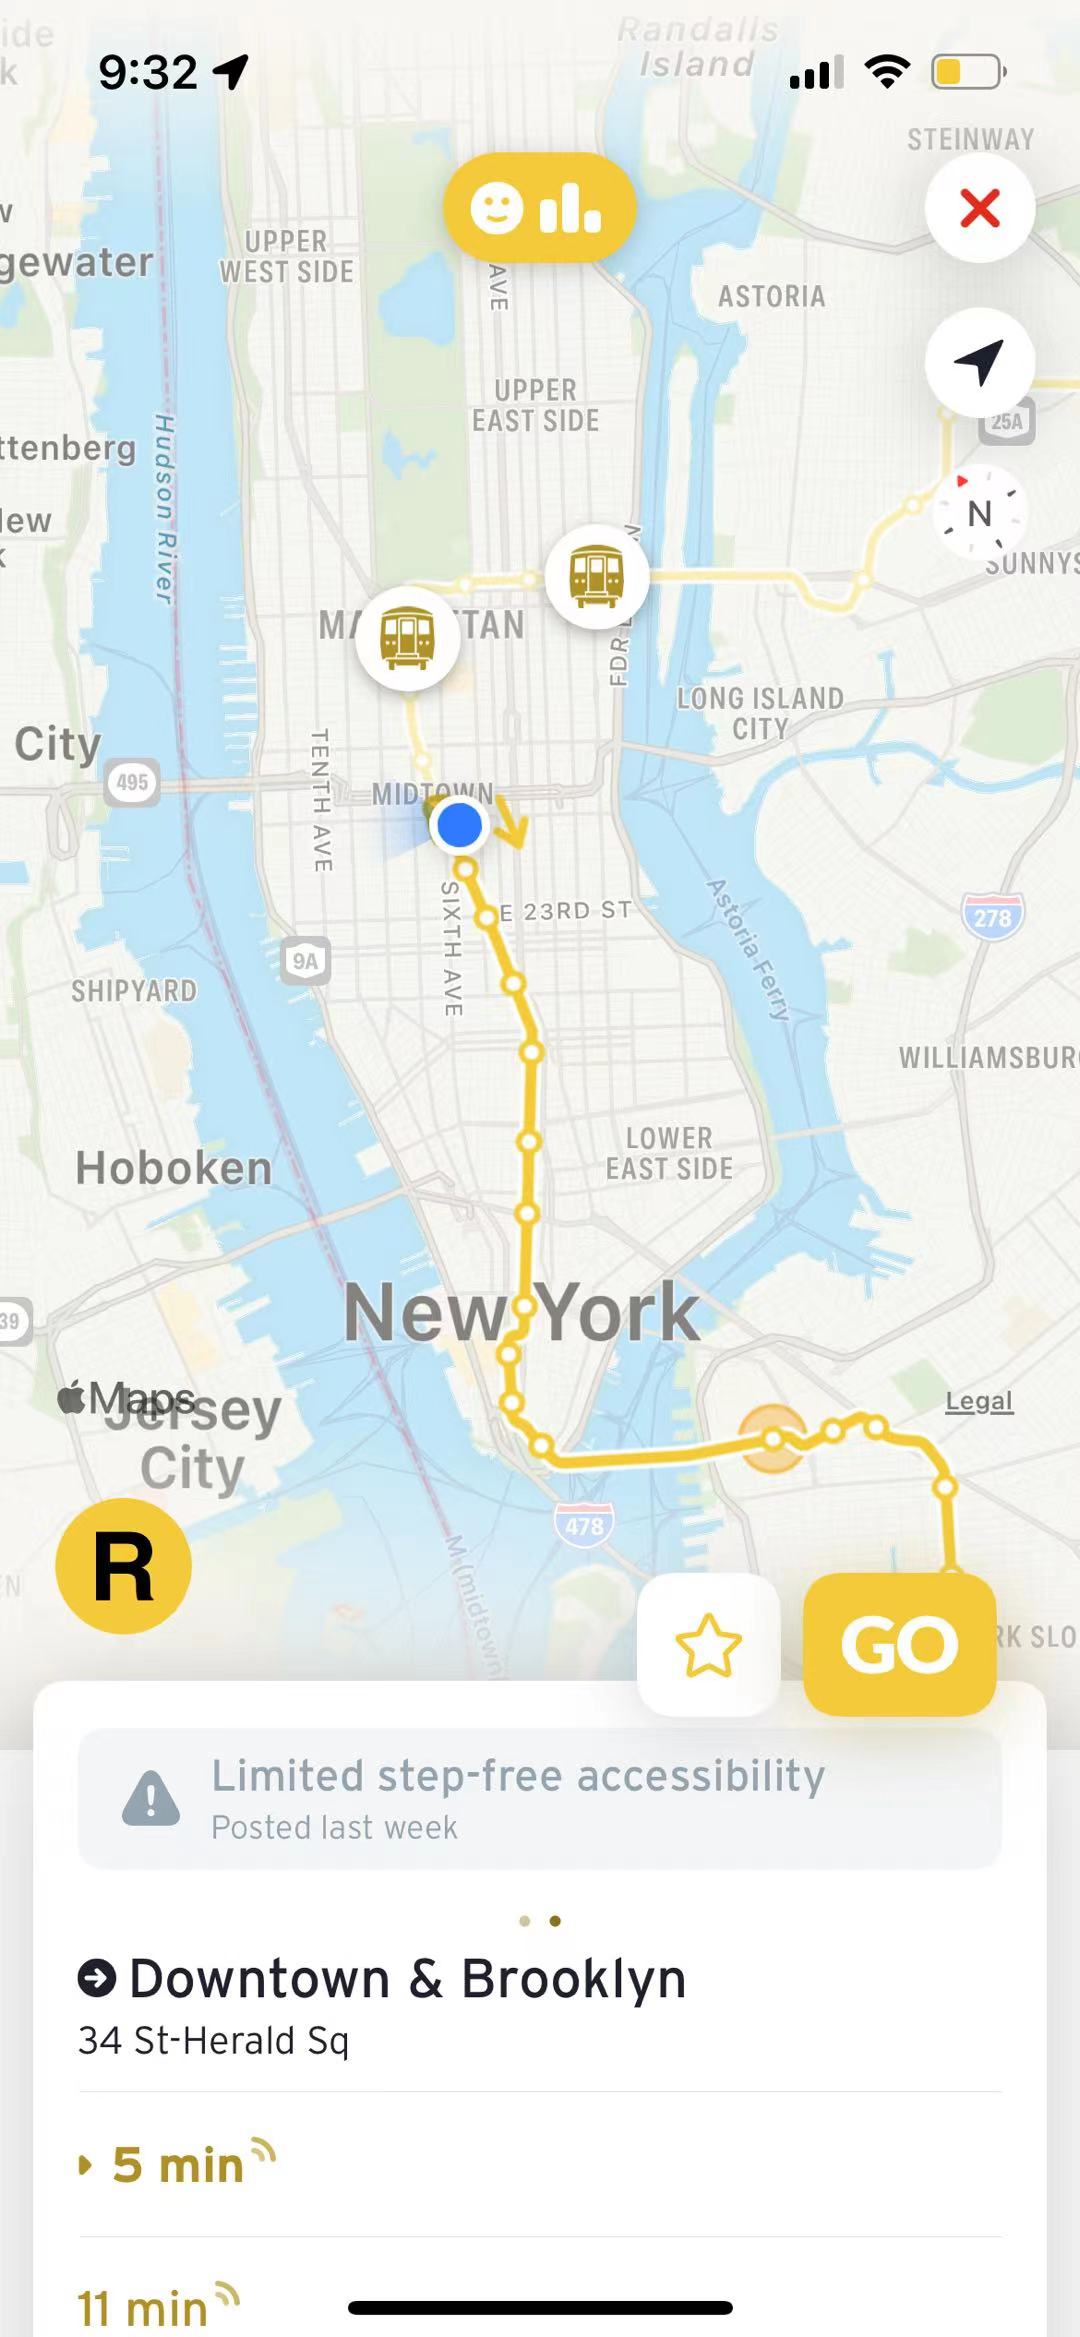 Randalls
Island
9:32
STEINWAY
UPPER
WEST SIDE
gewater
AVE
ASTORIA
UPPER
EAST SIDE
25A
ttenberg
Hudson River
N
SUNNYS
MA TTAN
FDR
LONG ISLAND
CITY
City
495
TENTH AVE
MIDTOWN
SIXTH AVE
E 23RD ST
Astoria Ferry
278
9A
SHIPYARD
WILLIAMSBUR
LOWER
EAST SIDE
Hoboken
New York
39
Maps
Jersey
City
Legal
478
R
M(midtown
GO
RK SLO
Limited step-free accessibility
Posted last week
Downtown & Brooklyn
34 St-Herald Sq
5 min
11 min